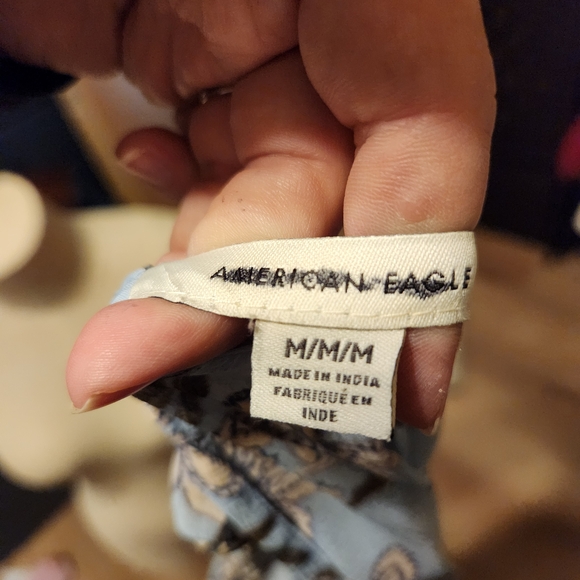 AMERICAN EAGLE
M/M/M
MADE IN INDIA
FABRIQUÉ EN
INDE